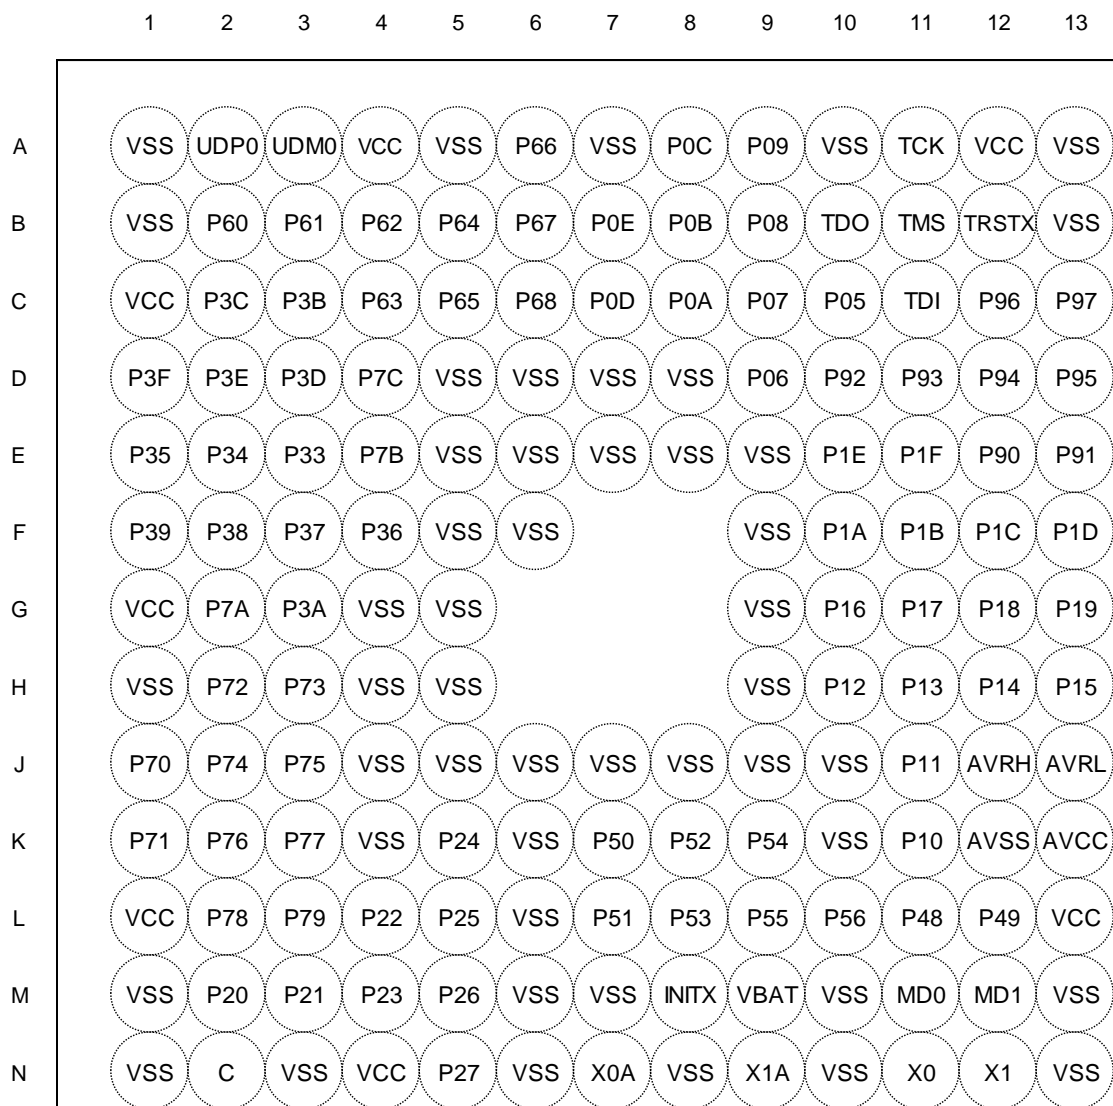 1 2 3 4 5 6 7 8 9 10 11 12 13
A VSS UDP0 UDM0 VCC VSS P66 VSS P0C P09 VSS TCK VCC VSS
B VSS P60 P61 P62 P64 P67 P0E P0B P08 TDO TMS TRSTX VSS
C VCC P3C P3B P63 P65 P68 P0D P0A P07 P05 TDI P96 P97
D P3F P3E P3D P7C VSS VSS VSS VSS P06 P92 P93 P94 P95
E P35 P34 P33 P7B VSS VSS VSS VSS VSS P1E P1F P90 P91
F P39 P38 P37 P36 VSS VSS VSS P1A P1B P1C P1D
G VCC P7A P3A VSS VSS VSS P16 P17 P18 P19
H VSS P72 P73 VSS VSS VSS P12 P13 P14 P15
J P70 P74 P75 VSS VSS VSS VSS VSS VSS VSS P11 AVRH AVRL
K P71 P76 P77 VSS P24 VSS P50 P52 P54 VSS P10 AVSS AVCC
L VCC P78 P79 P22 P25 VSS P51 P53 P55 P56 P48 P49 VCC
M VSS P20 P21 P23 P26 VSS VSS INITX VBAT VSS MD0 MD1 VSS
N VSS C VSS VCC P27 VSS X0A VSS X1A VSS X0 X1 VSS